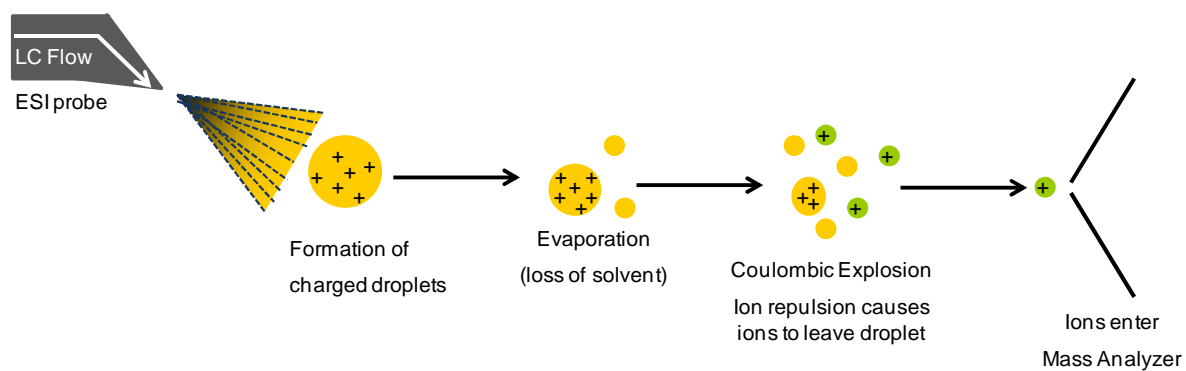 LC Flow
ESI probe
Formation of
charged droplets
Evaporation
(loss of solvent)
Coulombic Explosion
Ion repulsion causes
ions to leave droplet
Ions enter
Mass Analyzer